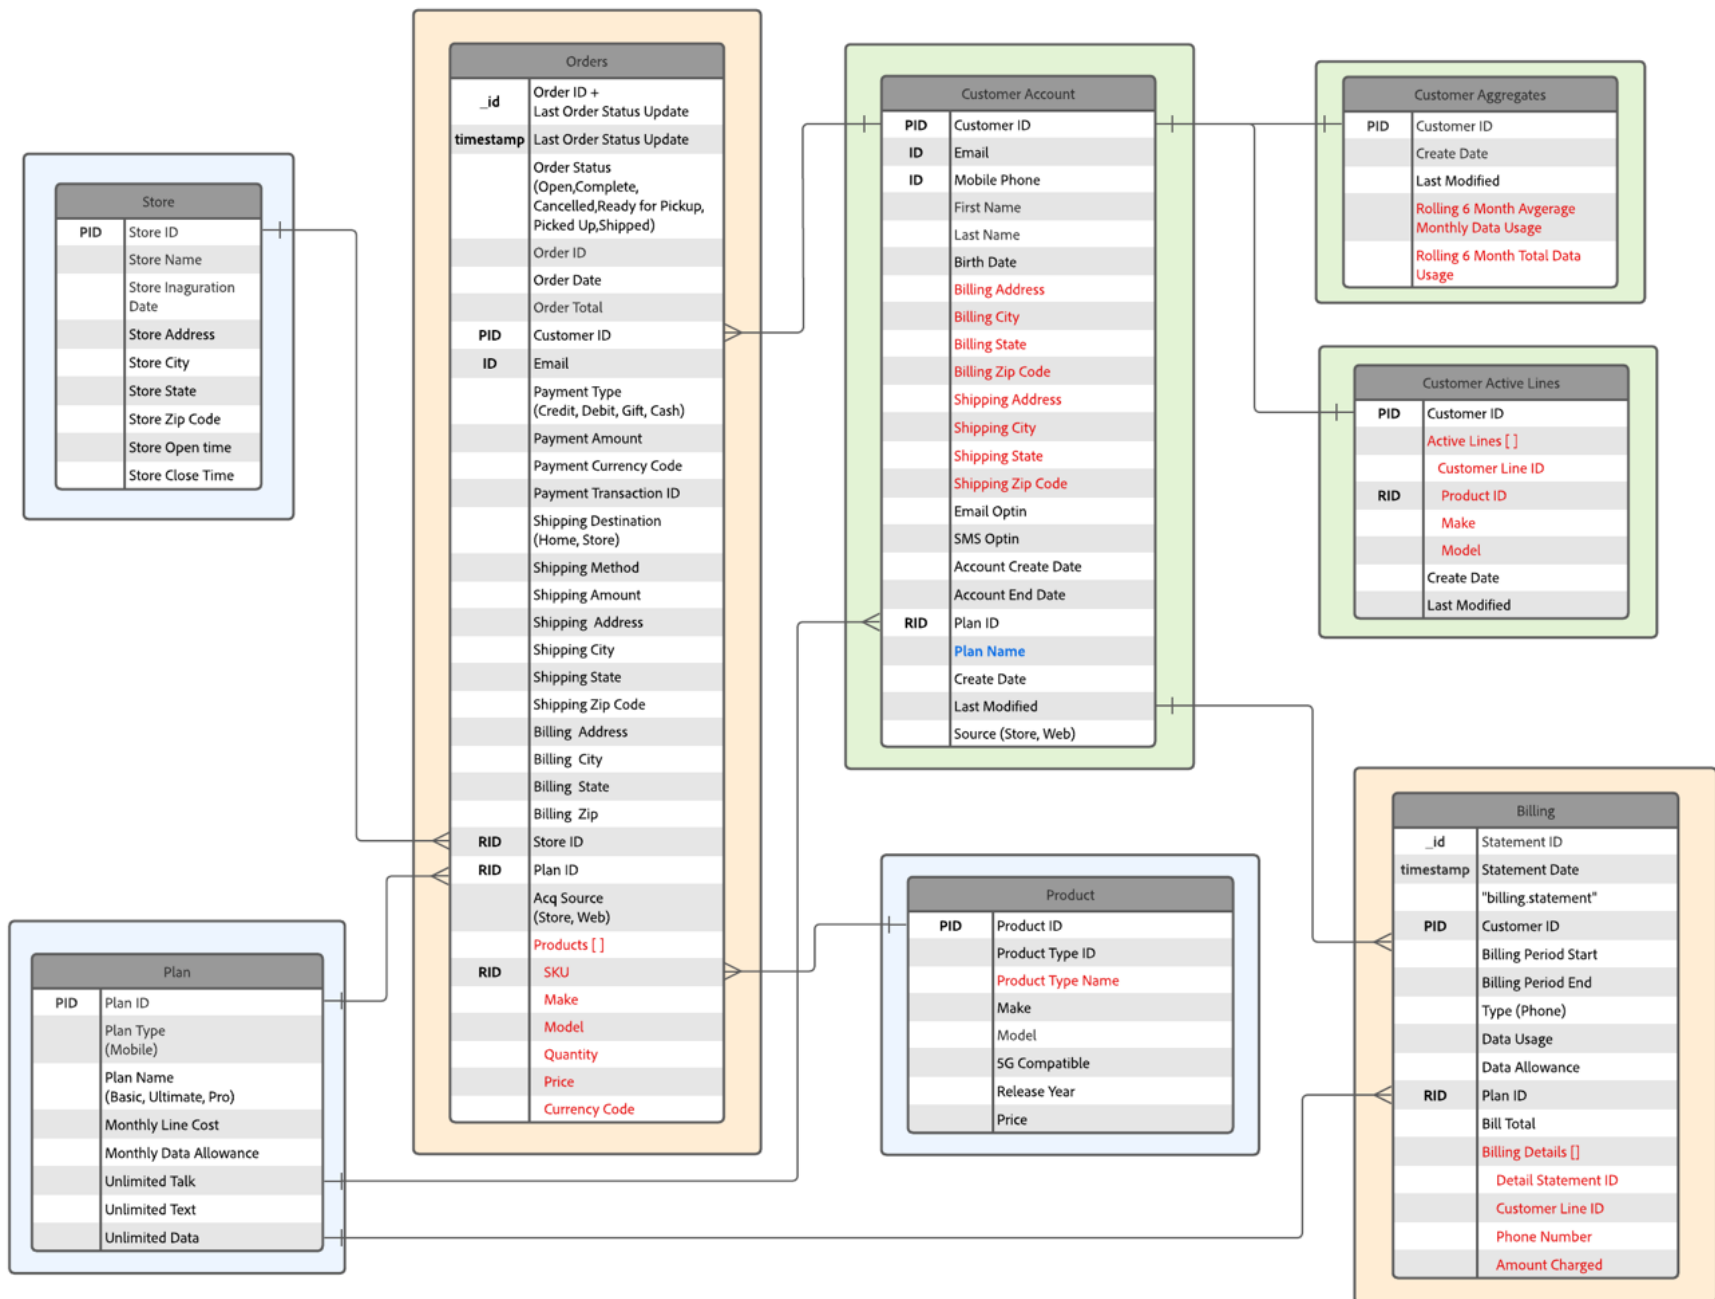 Store
PID Store ID
Store Name
Store Inaguration
Date
Store Address
Store City
Store State
Store Zip Code
Store Open time
Store Close Time
Plan
PID Plan ID
Plan Type
(Mobile)
Plan Name
(Basic, Ultimate, Pro)
Monthly Line Cost
Monthly Data Allowance
Unlimited Talk
Unlimited Text
Unlimited Data
Orders
_id Order ID +
Last Order Status Update
timestamp Last Order Status Update
Order Status
(Open,Complete,
Cancelled,Ready for Pickup,
Picked Up,Shipped)
Order ID
Order Date
Order Total
PID Customer ID
ID Email
Payment Type
(Credit, Debit, Gift, Cash)
Payment Amount
Payment Currency Code
Payment Transaction ID
Shipping Destination
(Home, Store)
Shipping Method
Shipping Amount
Shipping Address
Shipping City
Shipping State
Shipping Zip Code
Billing Address
Billing City
Billing State
Billing Zip
RID Store ID
RID Plan ID
Acq Source
(Store, Web)
Products [ ]
RID SKU
Make
Model
Quantity
Price
Currency Code
Customer Account
PID Customer ID
ID Email
ID Mobile Phone
First Name
Last Name
Birth Date
Billing Address
Billing City
Billing State
Billing Zip Code
Shipping Address
Shipping City
Shipping State
Shipping Zip Code
Email Optin
SMS Optin
Account Create Date
Account End Date
RID Plan ID
Plan Name
Create Date
Last Modified
Source (Store, Web)
Product
PID Product ID
Product Type ID
Product Type Name
Make
Model
5G Compatible
Release Year
Price
Customer Aggregates
PID Customer ID
Create Date
Last Modified
Rolling 6 Month Avgerage
Monthly Data Usage
Rolling 6 Month Total Data
Usage
Customer Active Lines
PID Customer ID
Active Lines [ ]
Customer Line ID
RID Product ID
Make
Model
Create Date
Last Modified
Billing
_id Statement ID
timestamp Statement Date
"billing.statement"
PID Customer ID
Billing Period Start
Billing Period End
Type (Phone)
Data Usage
Data Allowance
RID Plan ID
Bill Total
Billing Details []
Detail Statement ID
Customer Line ID
Phone Number
Amount Charged